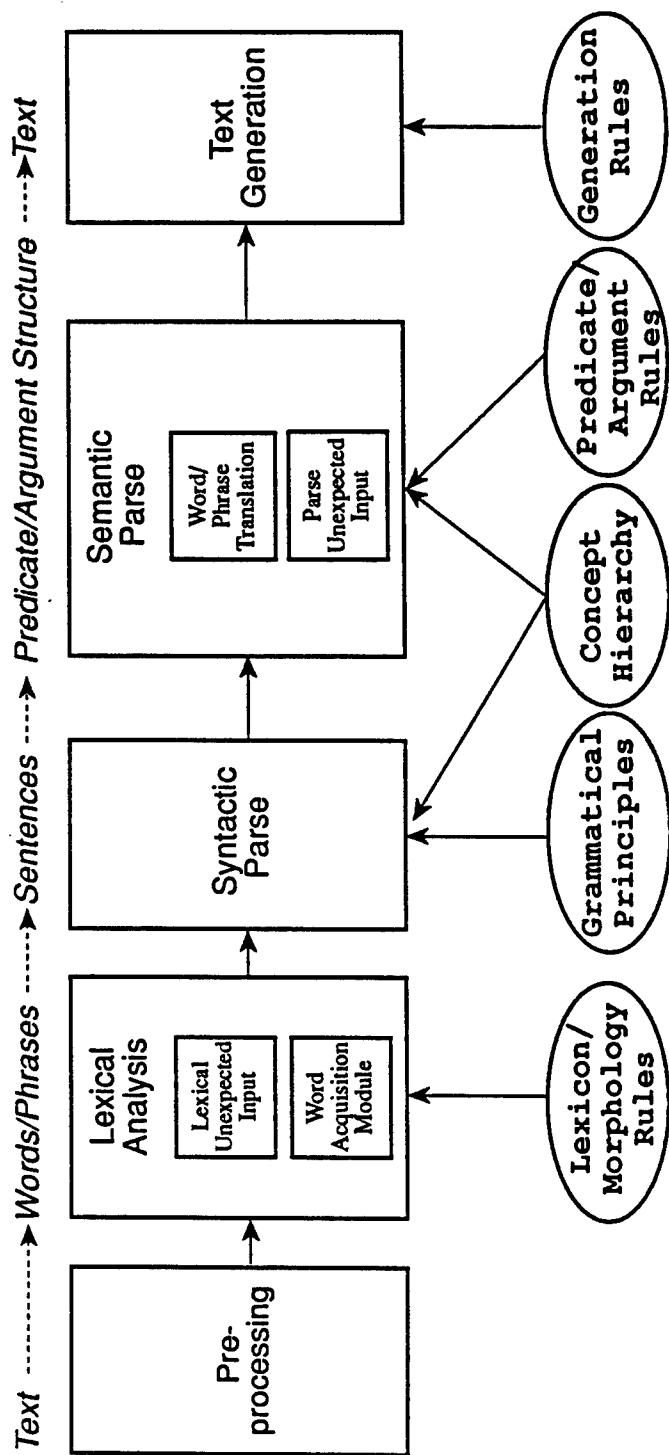 Text --------->Words/Phrases ------>Sentences -----> Predicate/Argument Structure ---->Text
Pre-
processing
Lexical
Analysis
Lexical
Unexpected
Input
Word
Acquisition
Module
Syntactic
Parse
Semantic
Parse
Word/
Phrase
Translation
Parse
Unexpected
Input
Text
Generation
Lexicon/
Morphology
Rules
Grammatical
Principles
Concept
Hierarchy
Predicate/
Argument
Rules
Generation
Rules